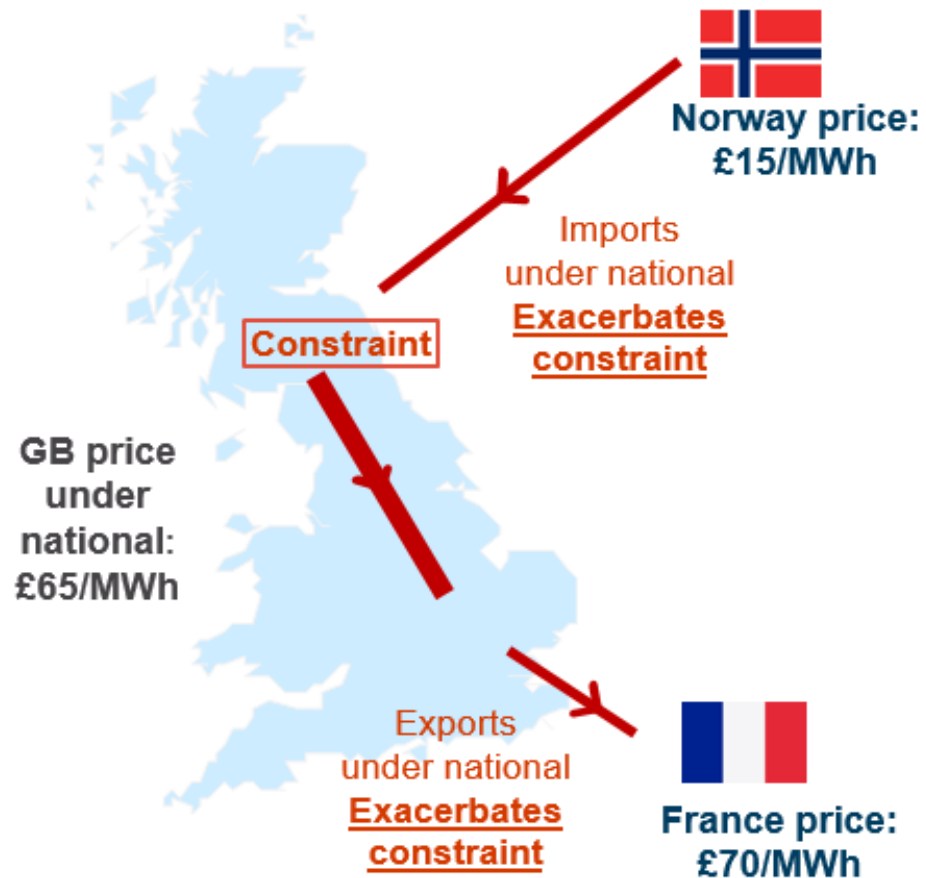 Norway price:
£15/MWh
Imports
under national
Exacerbates
constraint
Constraint
GB price
under
national:
£65/MWh
Exports
under national
Exacerbates
constraint
France price:
£70/MWh